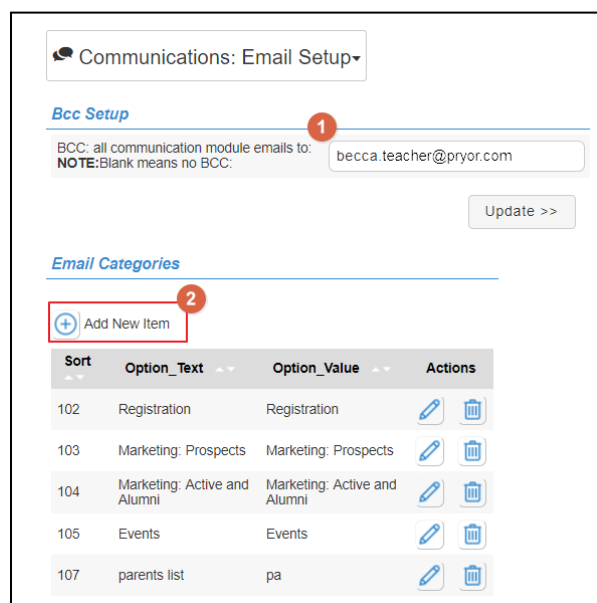 Communications: Email Setup
Bcc Setup
1
BCC: all communication module emails to:
NOTE:Blank means no BCC:
becca.teacher@pryor.com
Update >>
Email Categories
2
Add New Item
Sort Option_Text Option_Value Actions
102 Registration Registration
103 Marketing: Prospects Marketing: Prospects
104 Marketing: Active and Marketing: Active and
Alumni Alumni
105 Events Events
107 parents list pa